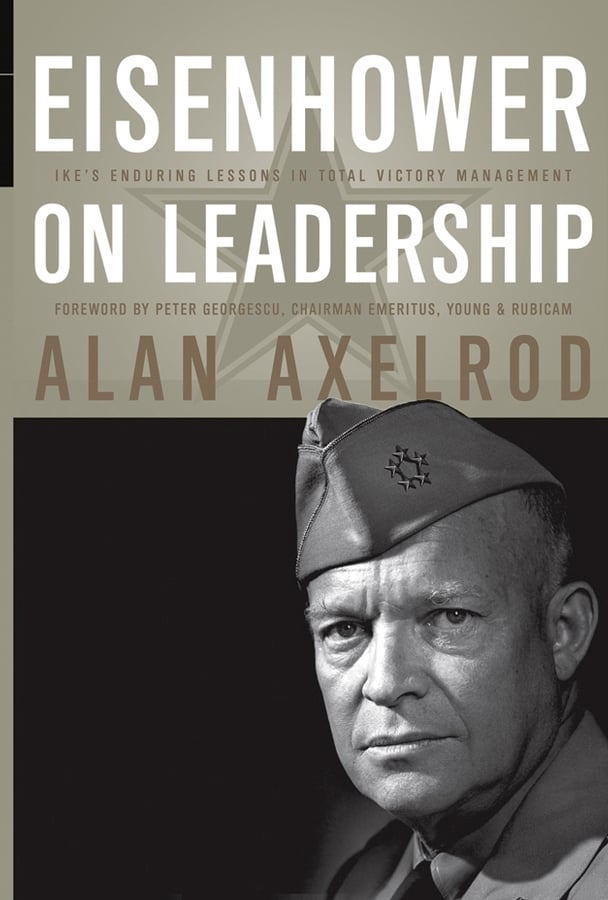 EISENHOWER
IKE'S ENDURING LESSONS IN TOTAL VICTORY MANAGEMENT
ON LEADERSHIP
FOREWORD BY PETER GEORGESCU, CHAIRMAN EMERITUS, YOUNG & RUBICAM
ALAN AXELROD